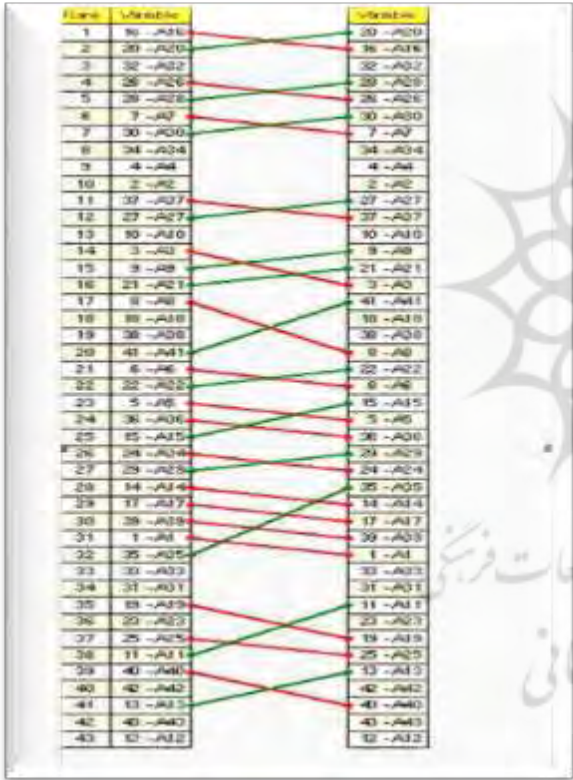 Rank Variable Variable
1 16 -A16 20 -A20
2 20 -A20 16 -A16
3 32 -A32 32 -A32
4 26 -A26 28 -A28
5 28 -A28 26 -A26
6 7 -A7 30 -A30
7 30 -A30 7 -A7
8 34 -A34 34 -A34
9 4 -A4 4 -A4
10 2 -A2 2 -A2
11 37 -A37 27 -A27
12 27 -A27 37 -A37
13 10 -A10 10 -A10
14 3 -A3 9 -A9
15 9 -A9 21 -A21
16 21 -A21 3 -A3
17 8 -A8 41 -A41
18 18 -A18 18 -A18
19 38 -A38 38 -A38
20 41 -A41 8 -A8
21 6 -A6 22 -A22
22 22 -A22 6 -A6
23 5 -A5 15 -A15
24 36 -A36 5 -A5
25 15 -A15 36 -A36
26 24 -A24 29 -A29
27 29 -A29 24 -A24
28 14 -A14 35 -A35
29 17 -A17 14 -A14
30 39 -A39 17 -A17
31 1 -A1 39 -A39
32 35 -A35 1 -A1
33 33 -A33 33 -A33
34 31 -A31 31 -A31
35 19 -A19 11 -A11
36 23 -A23 23 -A23
37 25 -A25 19 -A19
38 11 -A11 25 -A25
39 40 -A40 13 -A13
40 42 -A42 42 -A42
41 13 -A13 40 -A40
42 43 -A43 43 -A43
43 12 -A12 12 -A12